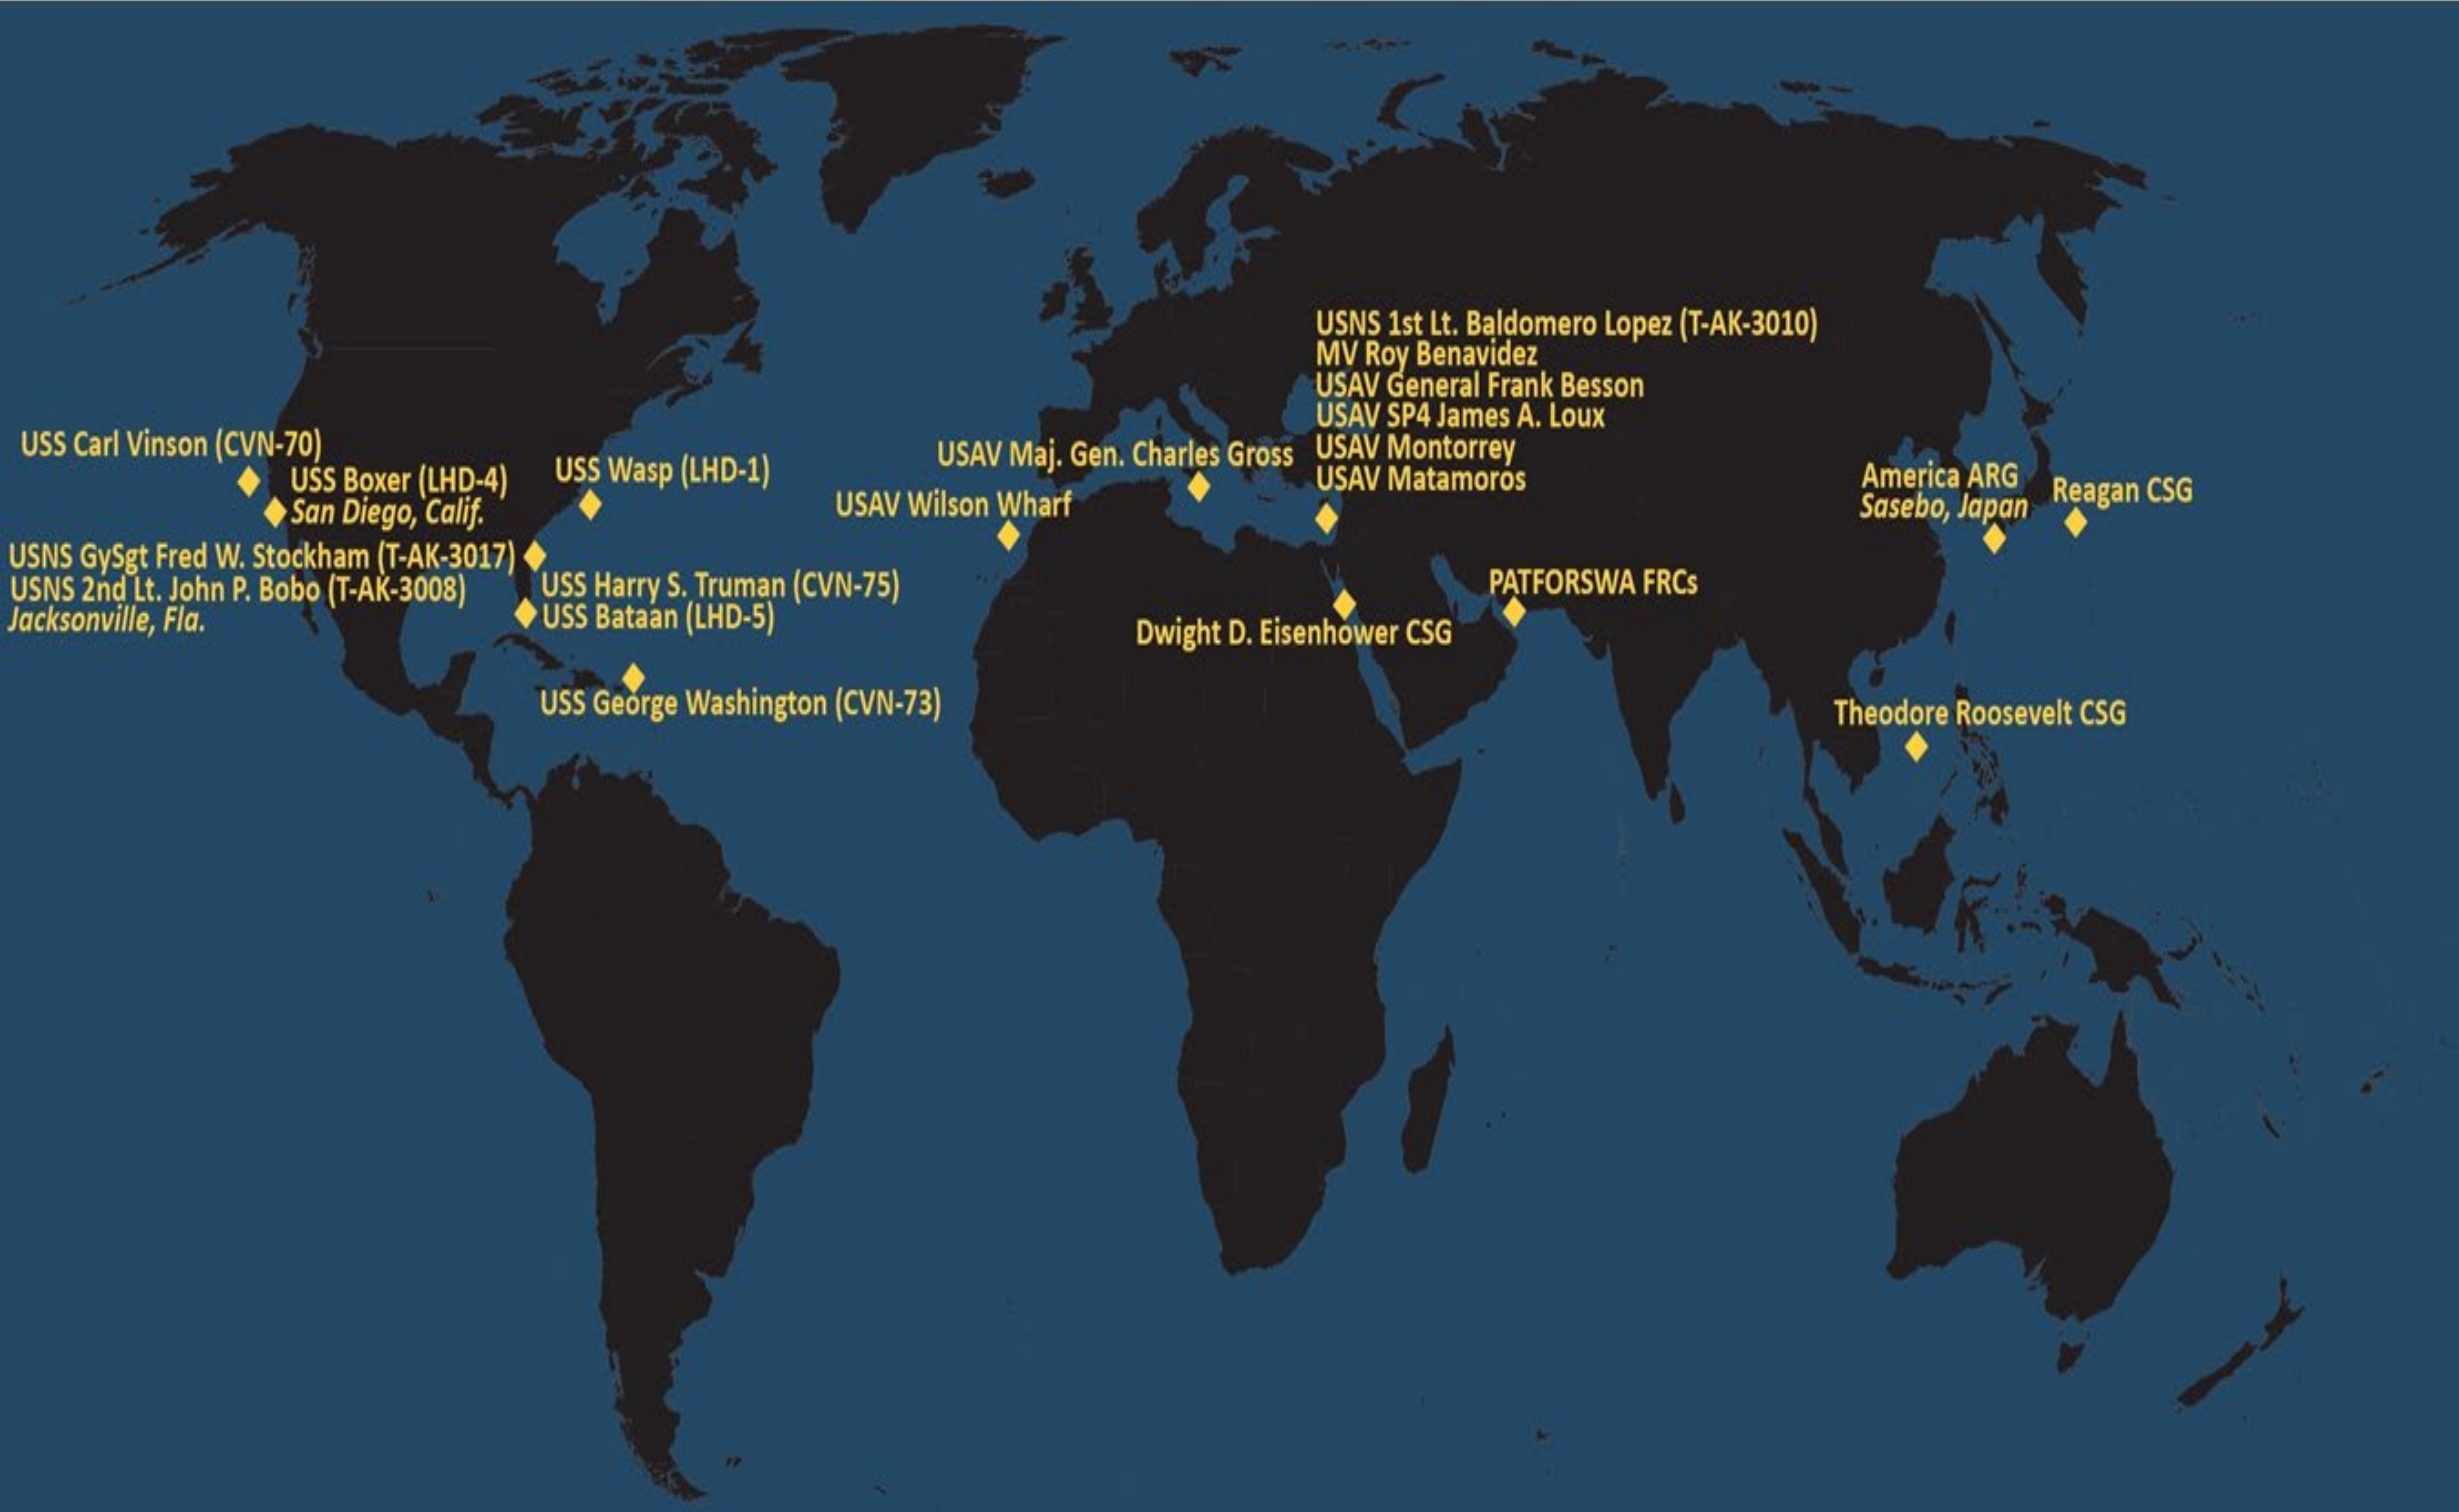 USNS 1st Lt. Baldomero Lopez (T-AK-3010)
MV Roy Benavidez
USAV General Frank Besson
USAV SP4 James A. Loux
USAV Montorrey
USAV Matamoros
USS Carl Vinson (CVN-70)
USS Boxer (LHD-4)
San Diego, Calif.
USS Wasp (LHD-1)
USAV Maj. Gen. Charles Gross
USAV Wilson Wharf
America ARG
Sasebo, Japan
Reagan CSG
USNS GySgt Fred W. Stockham (T-AK-3017)
USNS 2nd Lt. John P. Bobo (T-AK-3008)
Jacksonville, Fla.
USS Harry S. Truman (CVN-75)
USS Bataan (LHD-5)
PATFORSWA FRCs
Dwight D. Eisenhower CSG
USS George Washington (CVN-73)
Theodore Roosevelt CSG